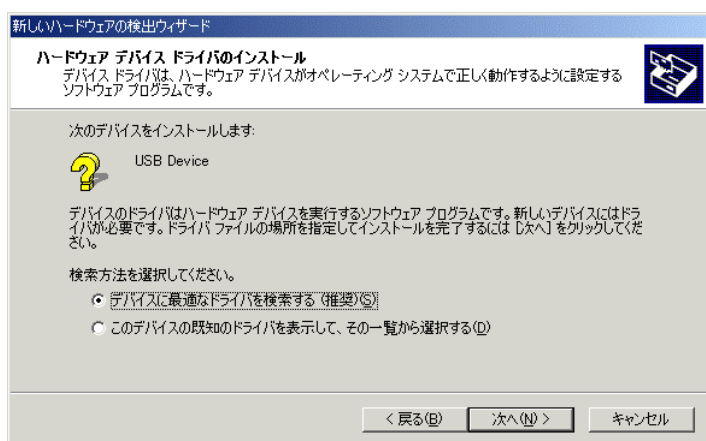 新しいハードウェアの検出ウィザード
ハードウェア デバイス ドライバのインストール
デバイス ドライバは、ハードウェア デバイスがオペレーティング システムで正しく動作するように設定する
ソフトウェア プログラムです。
次のデバイスをインストールします:
USB Device
デバイスのドライバはハードウェア デバイスを実行するソフトウェア プログラムです。新しいデバイスにはドラ
イバが必要です。ドライバ ファイルの場所を指定してインストールを完了するには [次へ] をクリックしてくだ
さい。
検索方法を選択してください。
デバイスに最適なドライバを検索する (推奨)(S)
このデバイスの既知のドライバを表示して、その一覧から選択する(D)
< 戻る(B) 次へ(N) > キャンセル